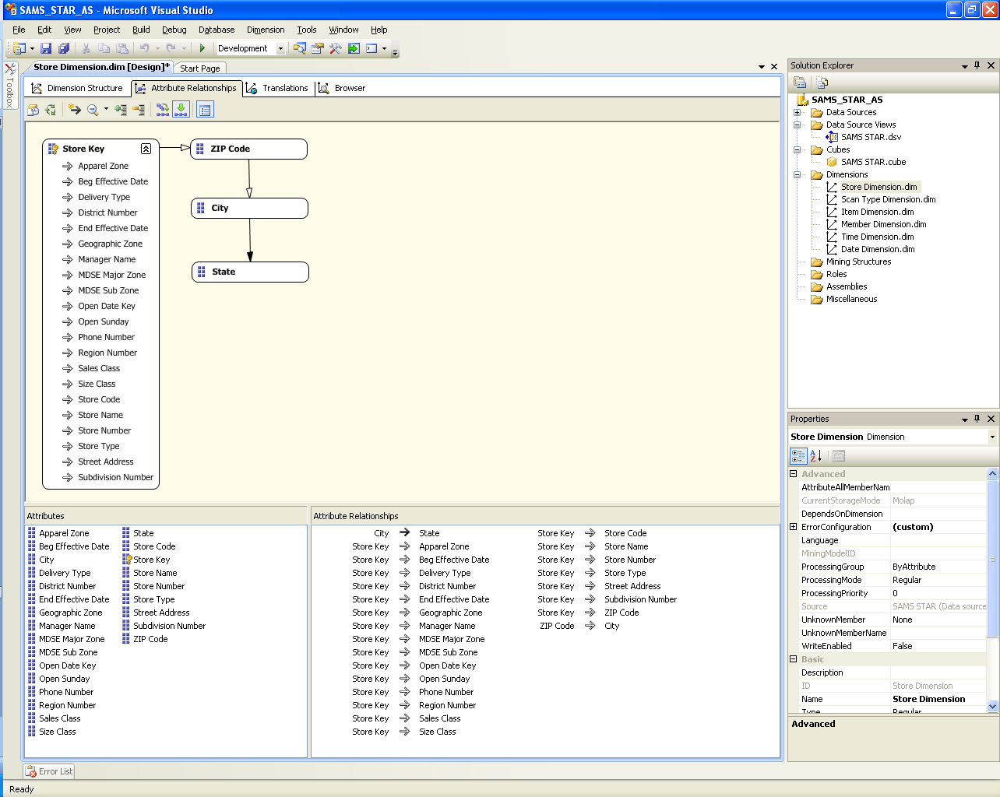 SAMS_STAR_AS - Microsoft Visual Studio
File Edit View Project Build Debug Database Dimension Tools Window Help
Development
Toolbox
Store Dimension.dim [Design]* Start Page
Dimension Structure Attribute Relationships Translations Browser
Store Key
Apparel Zone
Beg Effective Date
Delivery Type
District Number
End Effective Date
Geographic Zone
Manager Name
MDSE Major Zone
MDSE Sub Zone
Open Date Key
Open Sunday
Phone Number
Region Number
Sales Class
Size Class
Store Code
Store Name
Store Number
Store Type
Street Address
Subdivision Number
ZIP Code
City
State
Attributes
Apparel Zone
Beg Effective Date
City
Delivery Type
District Number
End Effective Date
Geographic Zone
Manager Name
MDSE Major Zone
MDSE Sub Zone
Open Date Key
Open Sunday
Phone Number
Region Number
Sales Class
Size Class
State
Store Code
Store Key
Store Name
Store Number
Store Type
Street Address
Subdivision Number
ZIP Code
Attribute Relationships
City State
Store Key Apparel Zone
Store Key Beg Effective Date
Store Key Delivery Type
Store Key District Number
Store Key End Effective Date
Store Key Geographic Zone
Store Key Manager Name
Store Key MDSE Major Zone
Store Key MDSE Sub Zone
Store Key Open Date Key
Store Key Open Sunday
Store Key Phone Number
Store Key Region Number
Store Key Sales Class
Store Key Size Class
Store Key Store Code
Store Key Store Name
Store Key Store Number
Store Key Store Type
Store Key Street Address
Store Key Subdivision Number
Store Key ZIP Code
ZIP Code City
Solution Explorer
SAMS_STAR_AS
Data Sources
Data Source Views
SAMS STAR.dsv
Cubes
SAMS STAR.cube
Dimensions
Store Dimension.dim
Scan Type Dimension.dim
Item Dimension.dim
Member Dimension.dim
Time Dimension.dim
Date Dimension.dim
Mining Structures
Roles
Assemblies
Miscellaneous
Properties
Store Dimension Dimension
Advanced
AttributeAllMemberNam
CurrentStorageMode Molap
DependsOnDimension
ErrorConfiguration (custom)
Language
MiningModelID
ProcessingGroup ByAttribute
ProcessingMode Regular
ProcessingPriority 0
Source SAMS STAR (Data source
UnknownMember None
UnknownMemberName
WriteEnabled False
Basic
Description
ID Store Dimension
Name Store Dimension
Type Regular
Advanced
Error List
Ready